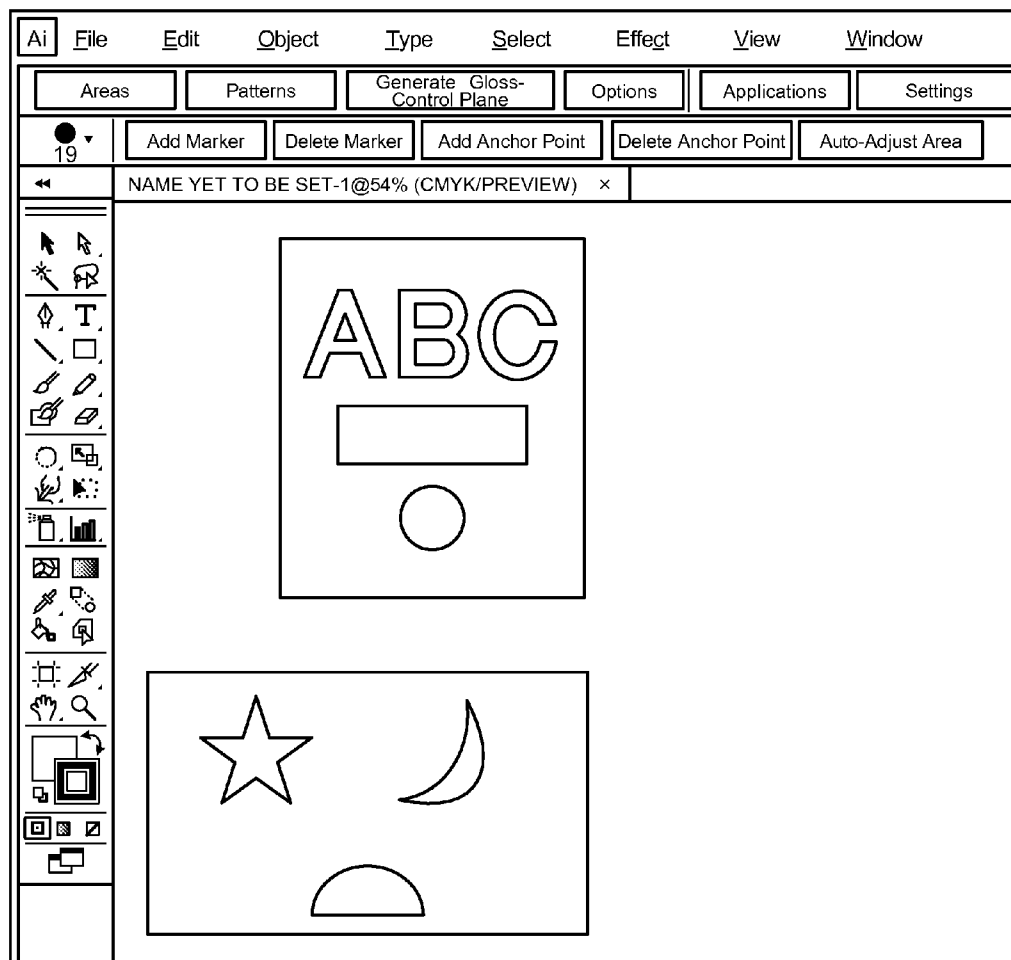 Ai File Edit Object Type Select Effect View Window
Areas Patterns Generate Gloss-
Control Plane Options Applications Settings
19 Add Marker Delete Marker Add Anchor Point Delete Anchor Point Auto-Adjust Area
NAME YET TO BE SET-1@54% (CMYK/PREVIEW) ×
T
ABC